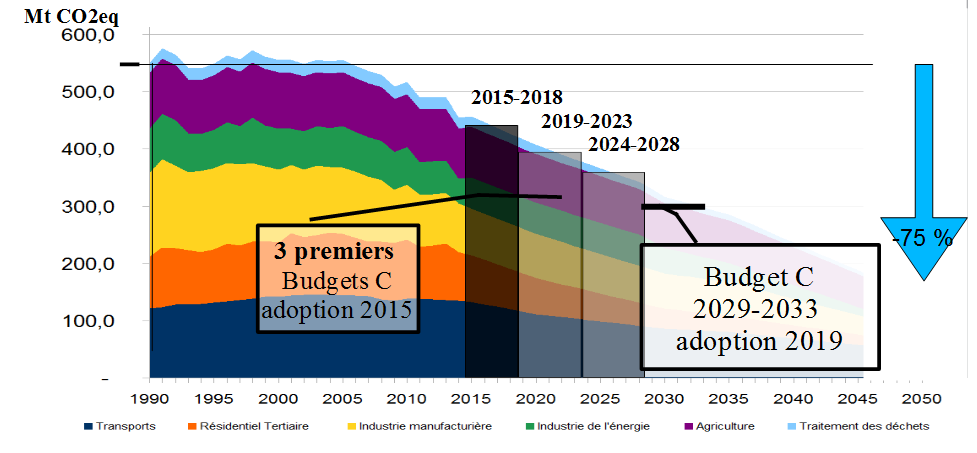 Mt CO2eq
600,0
500,0
400,0
300,0
200,0
100,0
-
2015-2018
2019-2023
2024-2028
-75 %
3 premiers
Budgets C
adoption 2015
Budget C
2029-2033
adoption 2019
1990 1995 2000 2005 2010 2015 2020 2025 2030 2035 2040 2045 2050
Transports Résidentiel Tertiaire Industrie manufacturière Industrie de l'énergie Agriculture Traitement des déchets